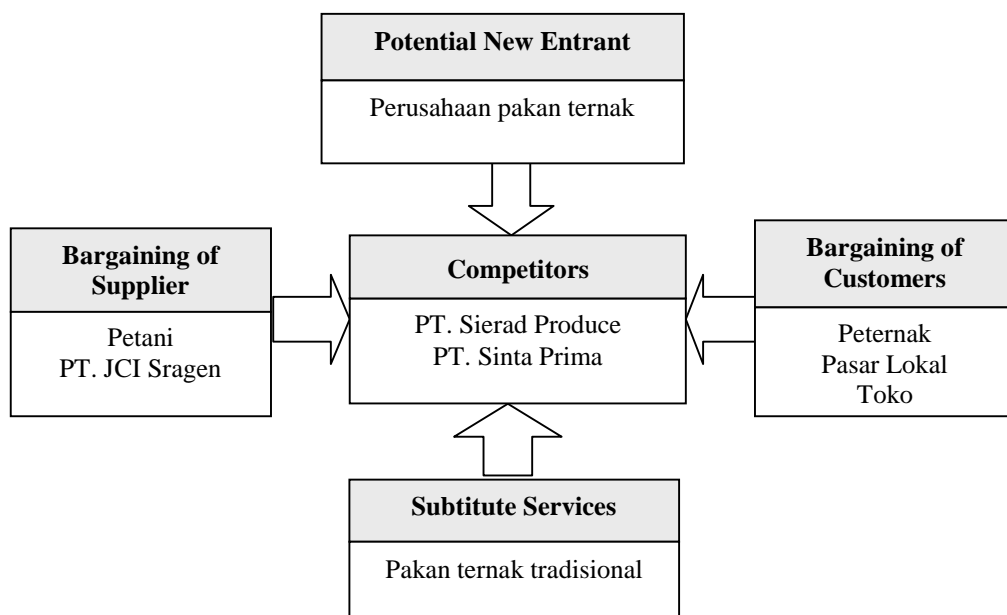 Potential New Entrant
Perusahaan pakan ternak
Bargaining of
Supplier
Petani
PT. JCI Sragen
Competitors
PT. Sierad Produce
PT. Sinta Prima
Bargaining of
Customers
Peternak
Pasar Lokal
Toko
Subtitute Services
Pakan ternak tradisional